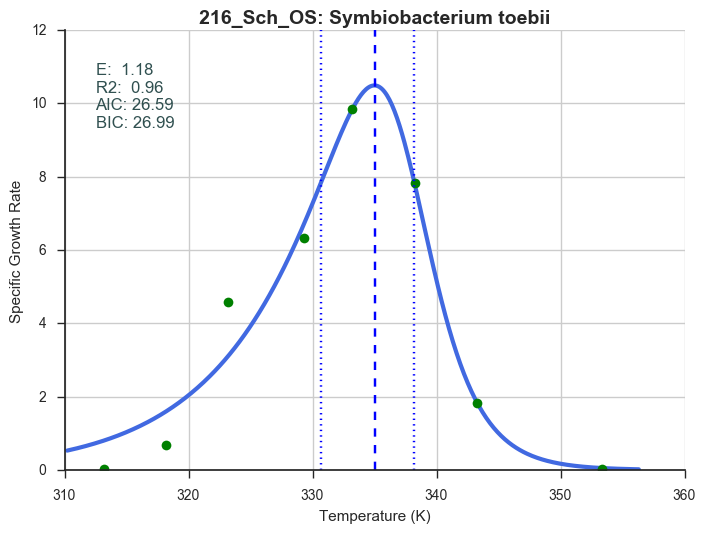 216_Sch_OS: Symbiobacterium toebii
E:  1.18
R2:  0.96
AIC: 26.59
BIC: 26.99
Specific Growth Rate
12
10
8
6
4
2
0
310 320 330 340 350 360
Temperature (K)